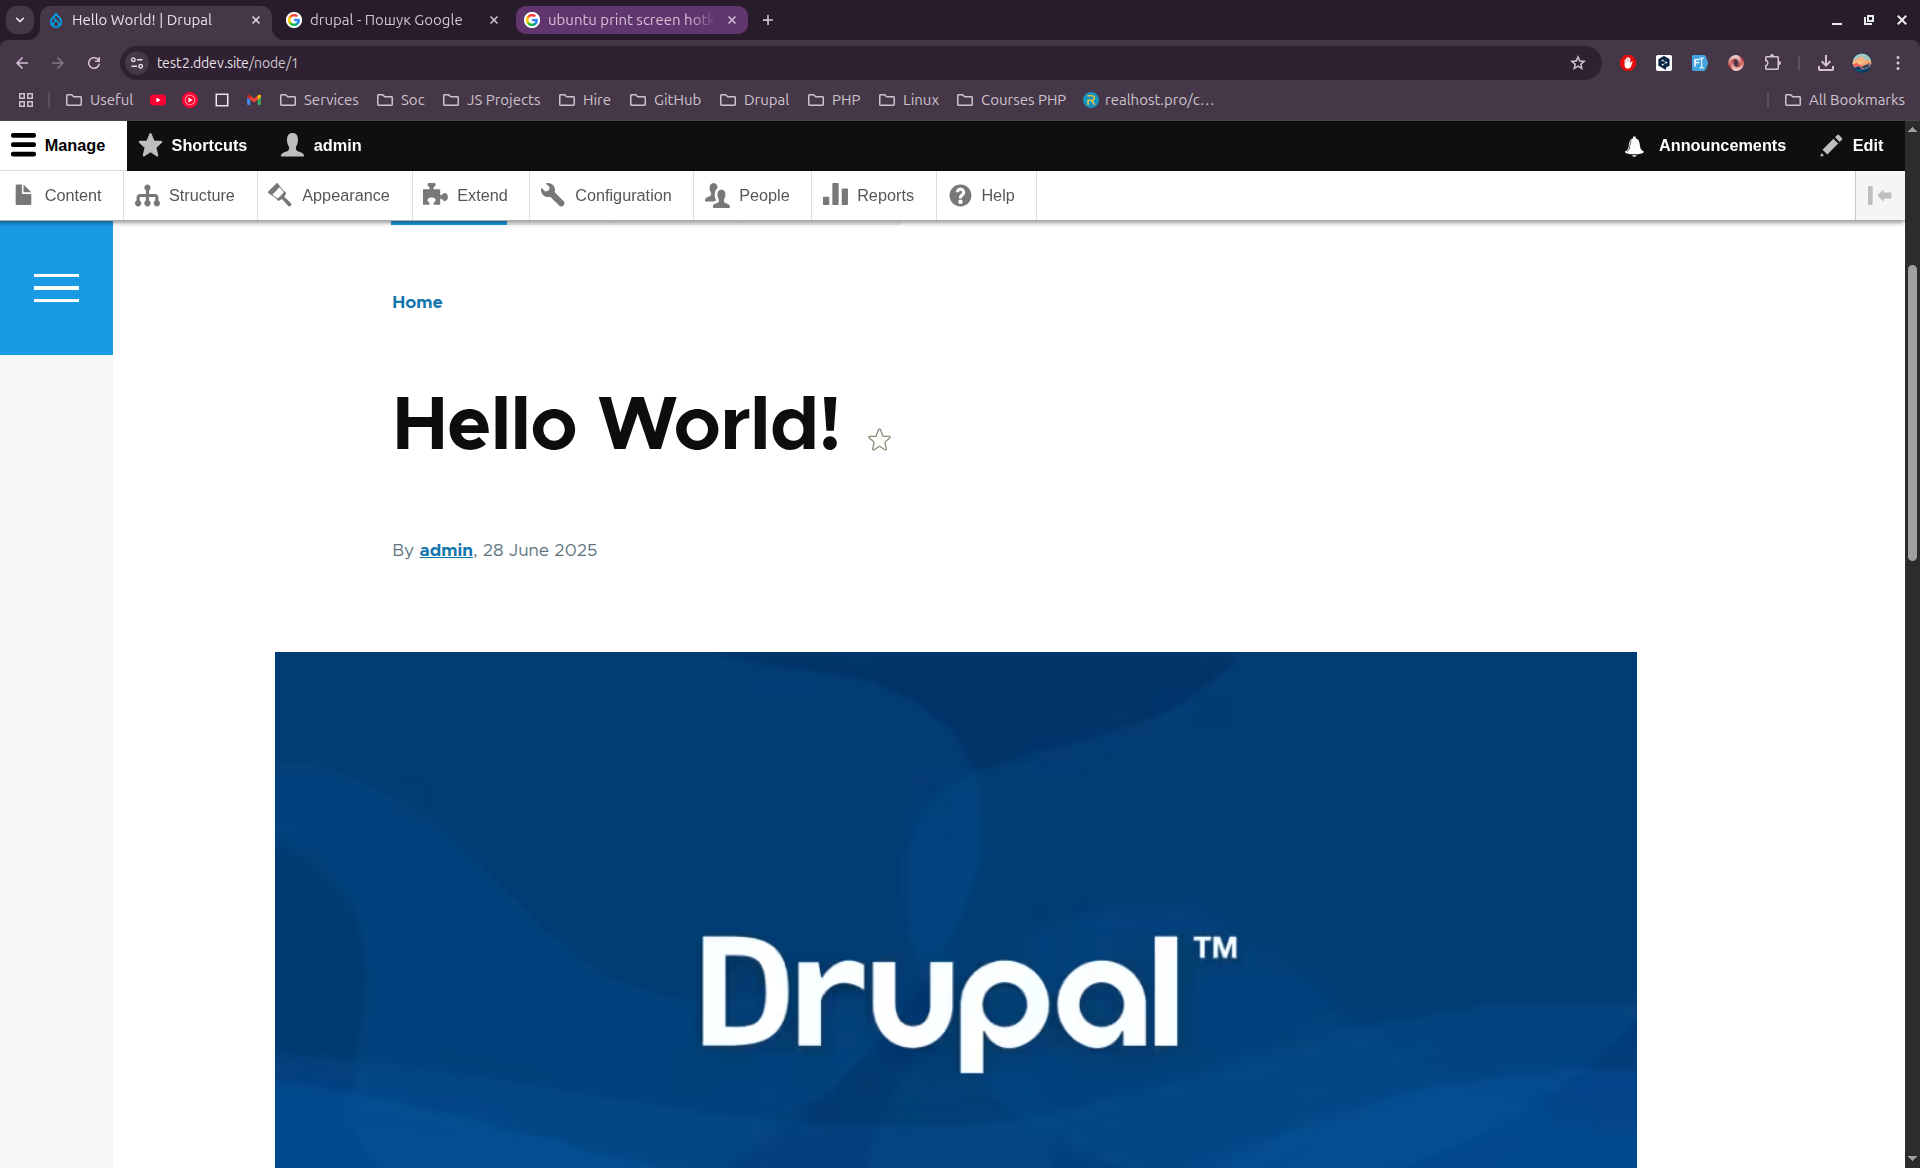 Hello World! | Drupal
drupal - Пошук Google
ubuntu print screen hot
test2.ddev.site/node/1
Useful Services Soc JS Projects Hire GitHub Drupal PHP Linux Courses PHP realhost.pro/c... All Bookmarks
Manage Shortcuts admin Announcements Edit
Content Structure Appearance Extend Configuration People Reports Help
Home
Hello World!
By admin, 28 June 2025
Drupal™